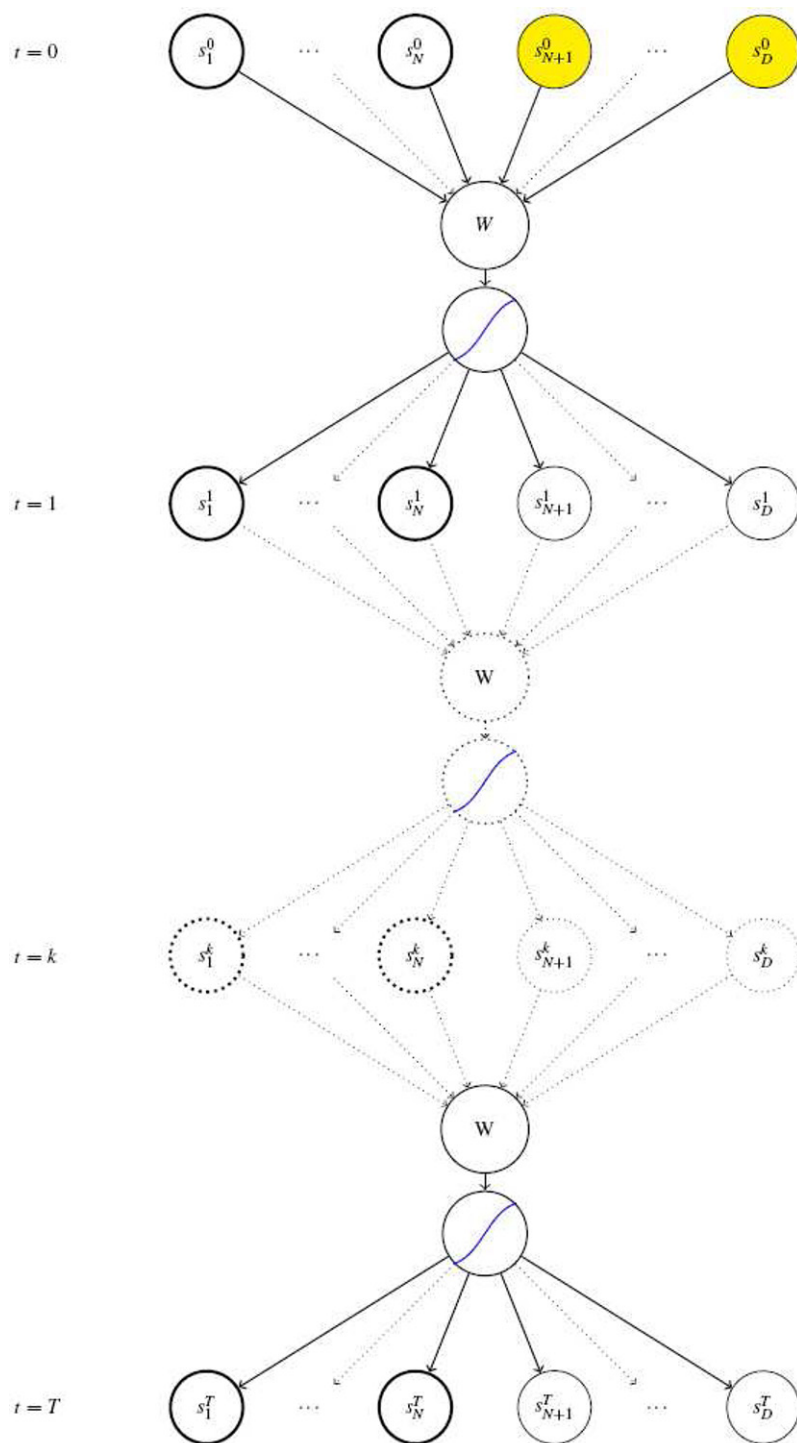 t = 0 s_1^0 ··· s_N^0 s_{N+1}^0 ··· s_D^0
W
t = 1 s_1^1 ··· s_N^1 s_{N+1}^1 ··· s_D^1
W
t = k s_1^k ··· s_N^k s_{N+1}^k ··· s_D^k
W
t = T s_1^T ··· s_N^T s_{N+1}^T ··· s_D^T